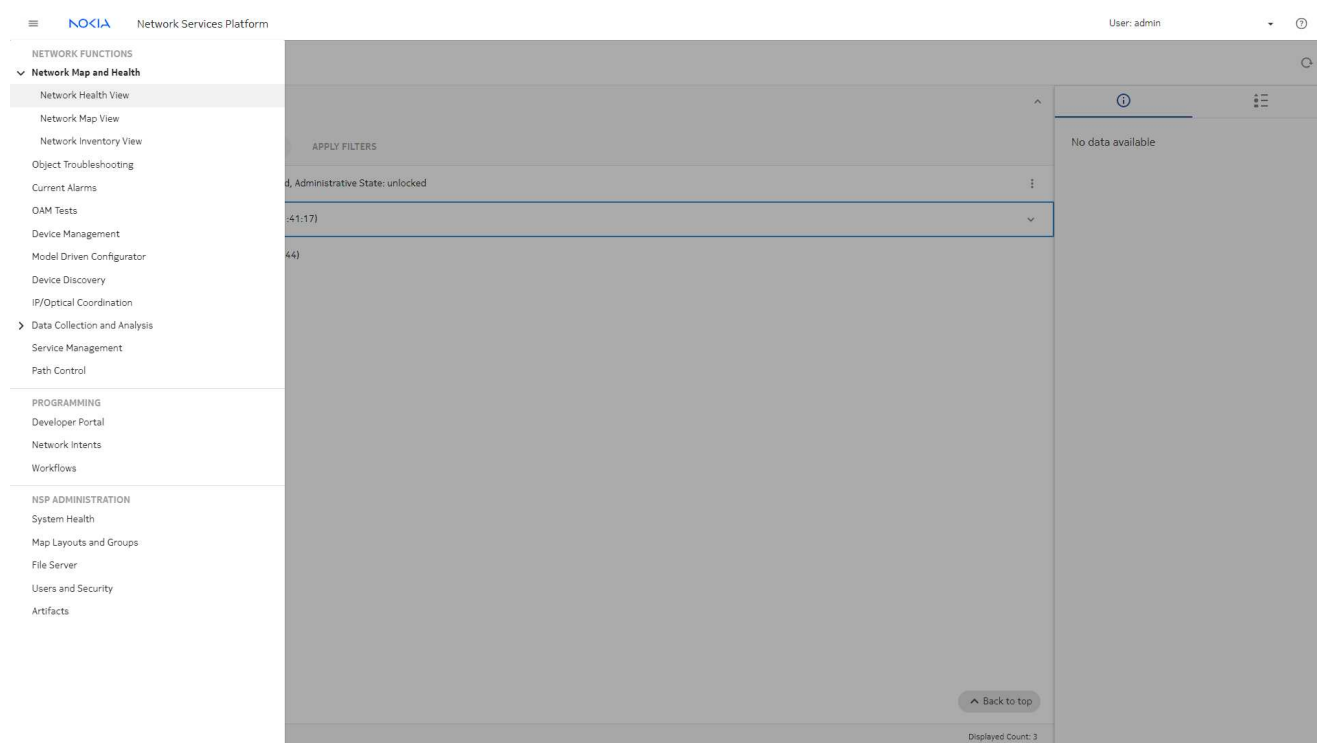 NOKIA Network Services Platform User: admin
NETWORK FUNCTIONS
Network Map and Health
Network Health View
Network Map View
Network Inventory View
Object Troubleshooting
Current Alarms
OAM Tests
Device Management
Model Driven Configurator
Device Discovery
IP/Optical Coordination
Data Collection and Analysis
Service Management
Path Control
PROGRAMMING
Developer Portal
Network Intents
Workflows
NSP ADMINISTRATION
System Health
Map Layouts and Groups
File Server
Users and Security
Artifacts
APPLY FILTERS
d, Administrative State: unlocked
:41:17)
44)
Back to top
Displayed Count: 3
No data available